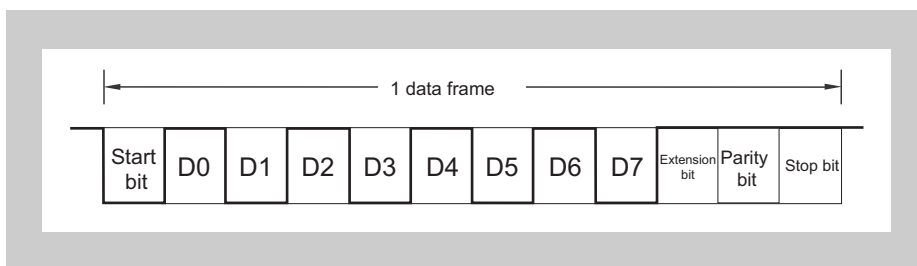 1 data frame
Start bit D0 D1 D2 D3 D4 D5 D6 D7 Extension bit Parity bit Stop bit